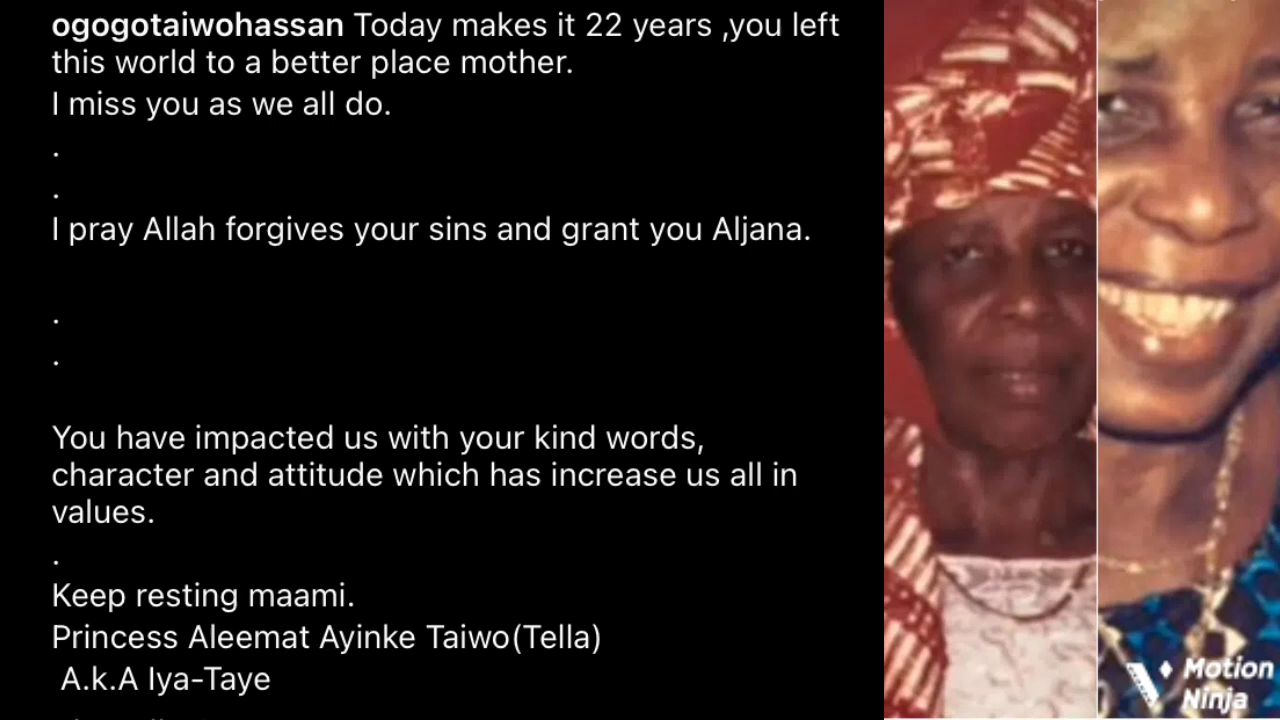 ogogotaiwohassan Today makes it 22 years ,you left
this world to a better place mother.
I miss you as we all do.
.
.
I pray Allah forgives your sins and grant you Aljana.
.
.
You have impacted us with your kind words,
character and attitude which has increase us all in
values.
.
Keep resting maami.
Princess Aleemat Ayinke Taiwo(Tella)
A.k.A Iya-Taye
Motion
Ninja